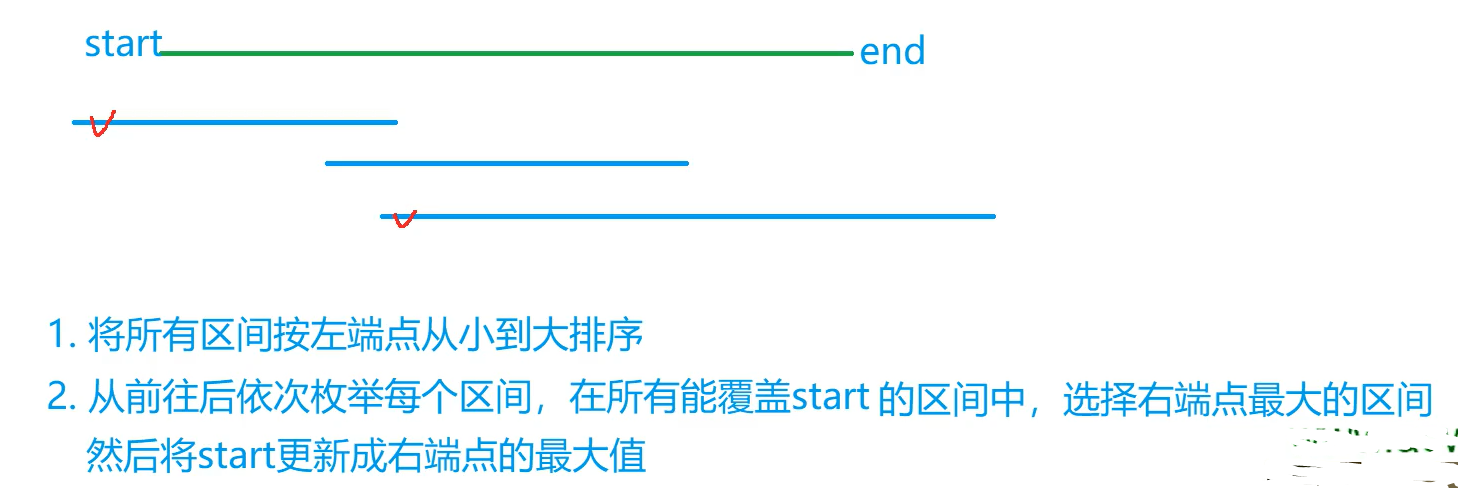 start
end
1. 将所有区间按左端点从小到大排序
2. 从前往后依次枚举每个区间，在所有能覆盖start 的区间中，选择右端点最大的区间
然后将start更新成右端点的最大值